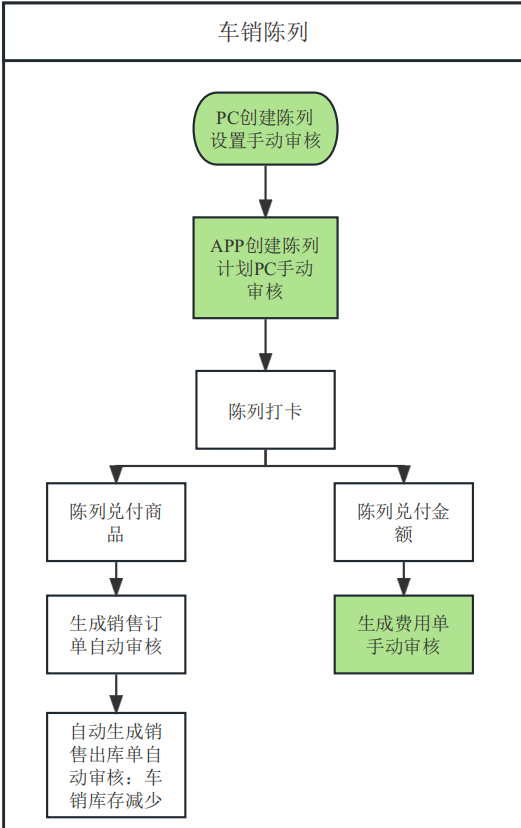 车销陈列
PC创建陈列
设置手动审核
APP创建陈列
计划PC手动
审核
陈列打卡
陈列兑付商
品
陈列兑付金
额
生成销售订
单自动审核
生成费用单
手动审核
自动生成销
售出库单自
动审核：车
销库存减少